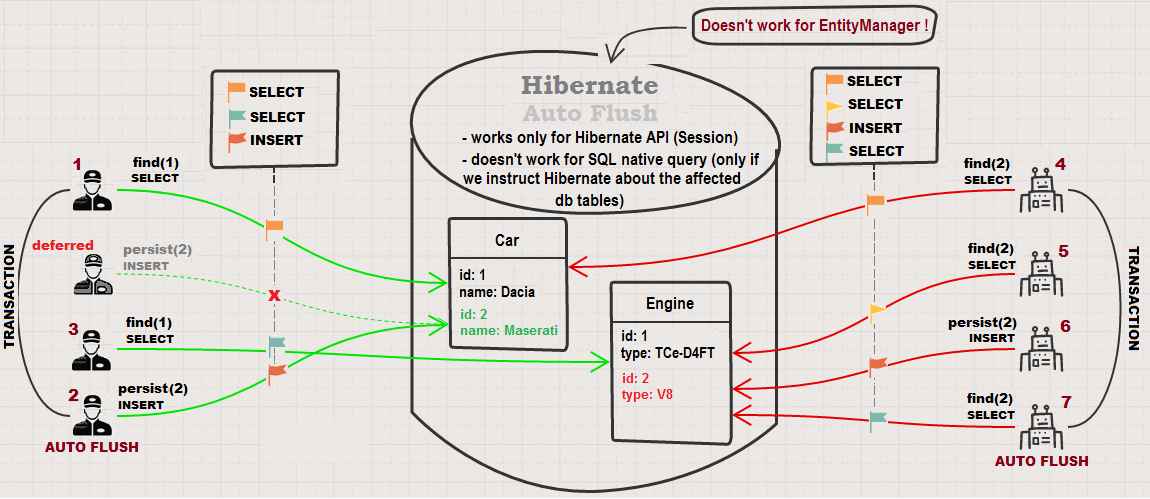 Doesn't work for EntityManager !
SELECT
SELECT
INSERT
Hibernate
Auto Flush
- works only for Hibernate API (Session)
- doesn't work for SQL native query (only if
we instruct Hibernate about the affected
db tables)
SELECT
SELECT
INSERT
SELECT
1
find(1)
SELECT
deferred
persist(2)
INSERT
X
3
find(1)
SELECT
2
persist(2)
INSERT
AUTO FLUSH
TRANSACTION
Car
id: 1
name: Dacia
id: 2
name: Maserati
Engine
id: 1
type: TCe-D4FT
id: 2
type: V8
find(2)
SELECT
4
find(2)
SELECT
5
persist(2)
INSERT
6
find(2)
SELECT
7
AUTO FLUSH
TRANSACTION